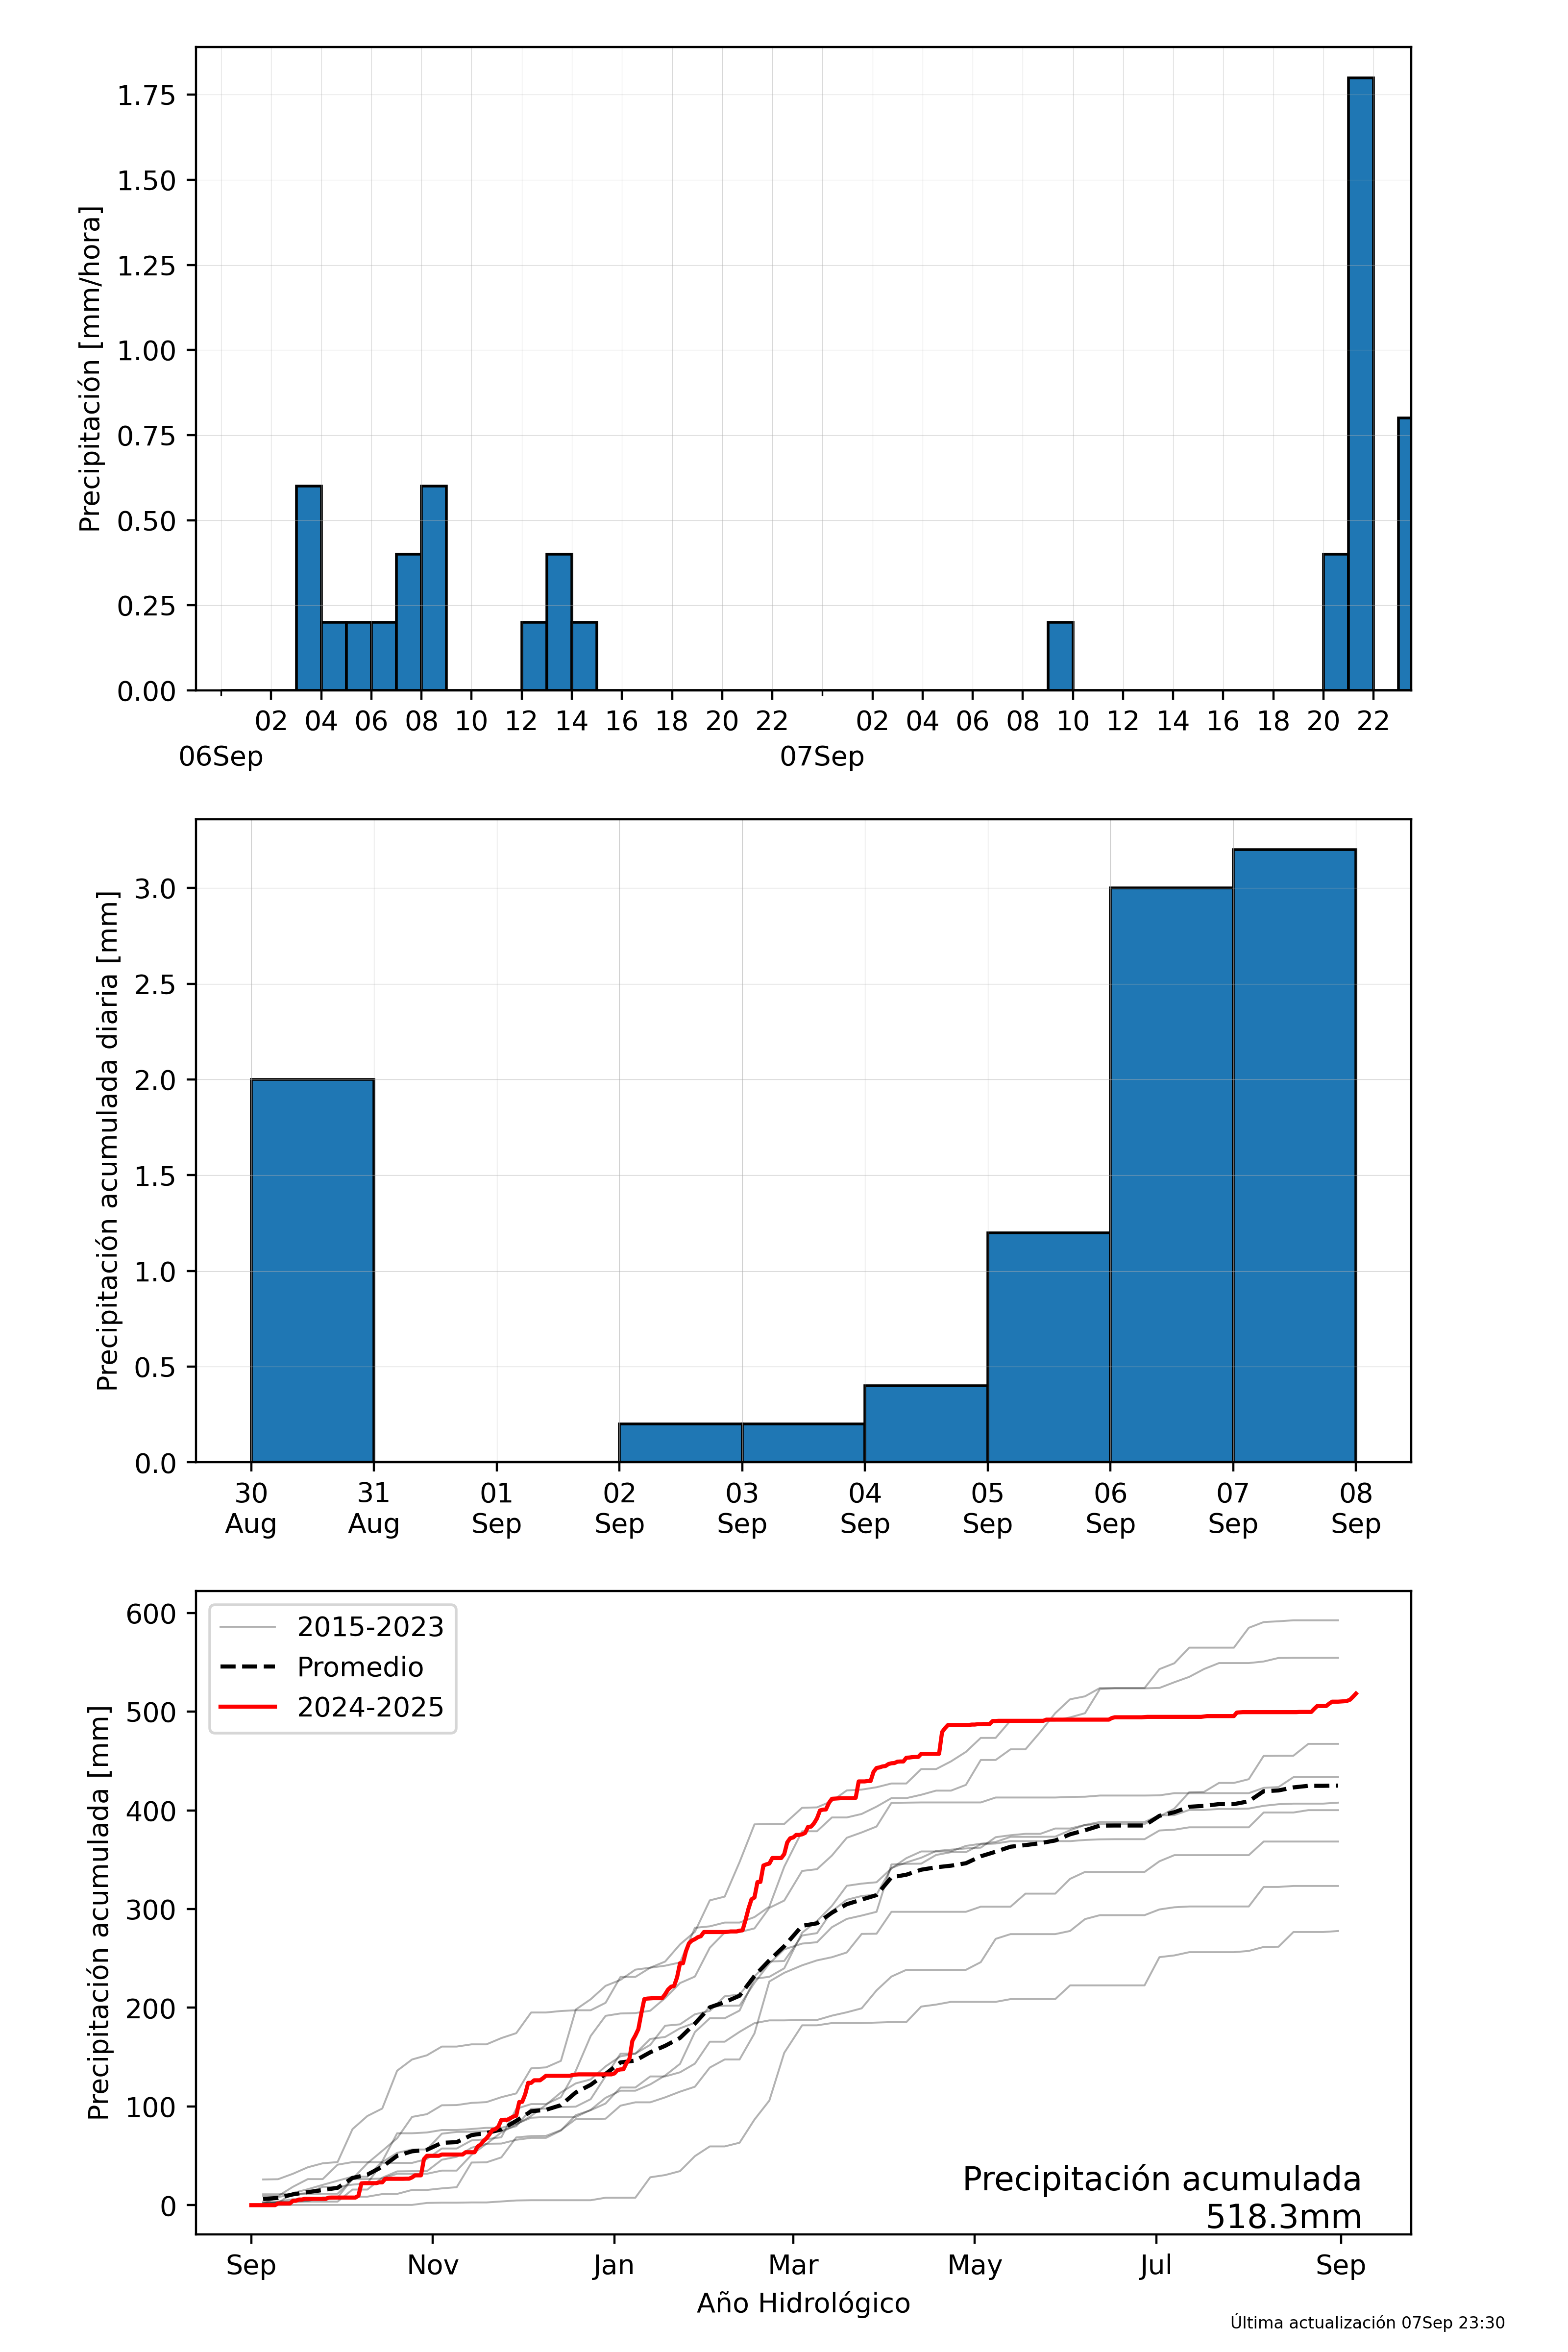 Precipitación [mm/hora]
1.75
1.50
1.25
1.00
0.75
0.50
0.25
0.00
02 04 06 08 10 12 14 16 18 20 22 02 04 06 08 10 12 14 16 18 20 22
06Sep 07Sep
Precipitación acumulada diaria [mm]
3.0
2.5
2.0
1.5
1.0
0.5
0.0
30 31 01 02 03 04 05 06 07 08
Aug Aug Sep Sep Sep Sep Sep Sep Sep Sep
Precipitación acumulada [mm]
600
500
400
300
200
100
0
2015-2023
Promedio
2024-2025
Precipitación acumulada
518.3mm
Sep Nov Jan Mar May Jul Sep
Año Hidrológico
Última actualización 07Sep 23:30